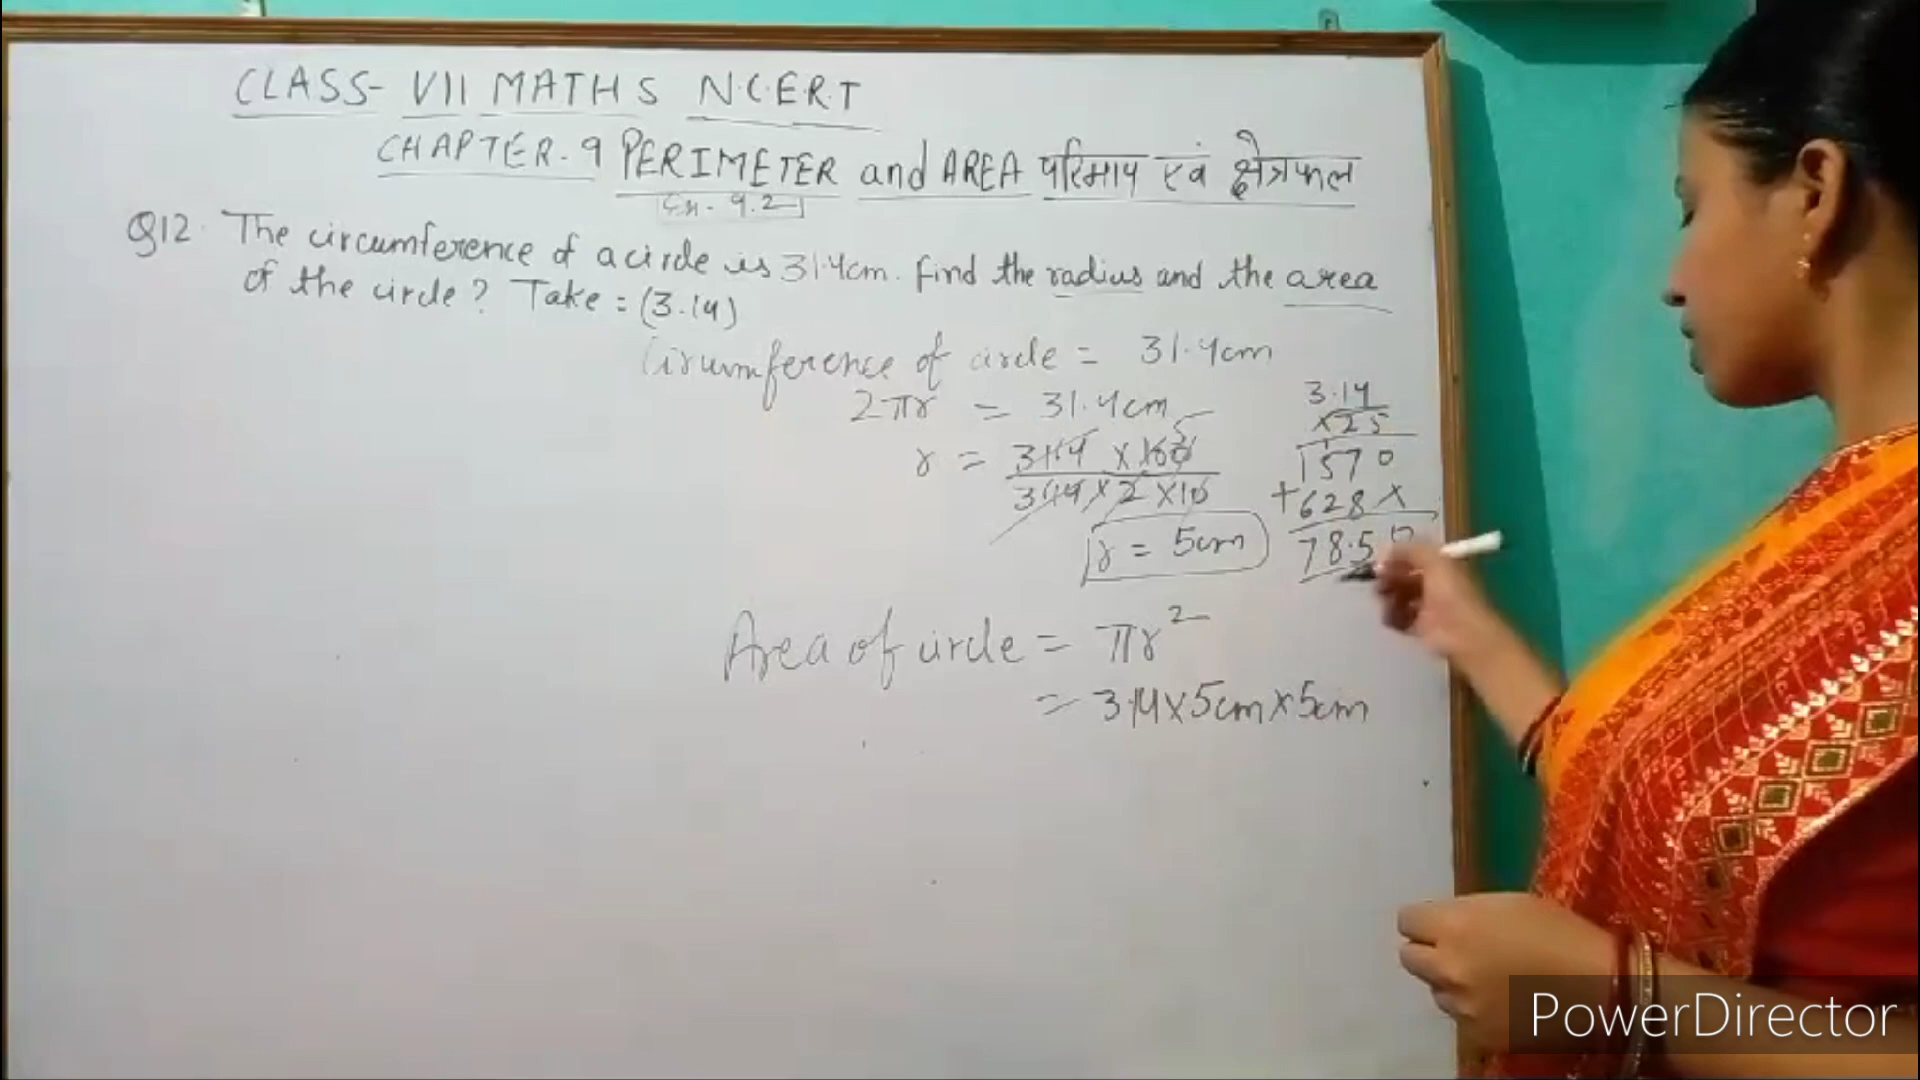 CLASS- VII MATHS N.C.E.R.T
CHAPTER-9 PERIMETER and AREA परिमाप एवं क्षेत्रफल
Ex- 9.2
Q12. The circumference of a circle is 31.4cm. find the radius and the area
of the circle? Take = (3.14)
Circumference of circle = 31.4cm
2πr = 31.4cm
r = 314 × 100 5
314 × 2 × 10
r = 5cm
3.14
×25
1570
+628×
78.50
Area of circle = πr²
= 3.14×5cm×5cm
PowerDirector